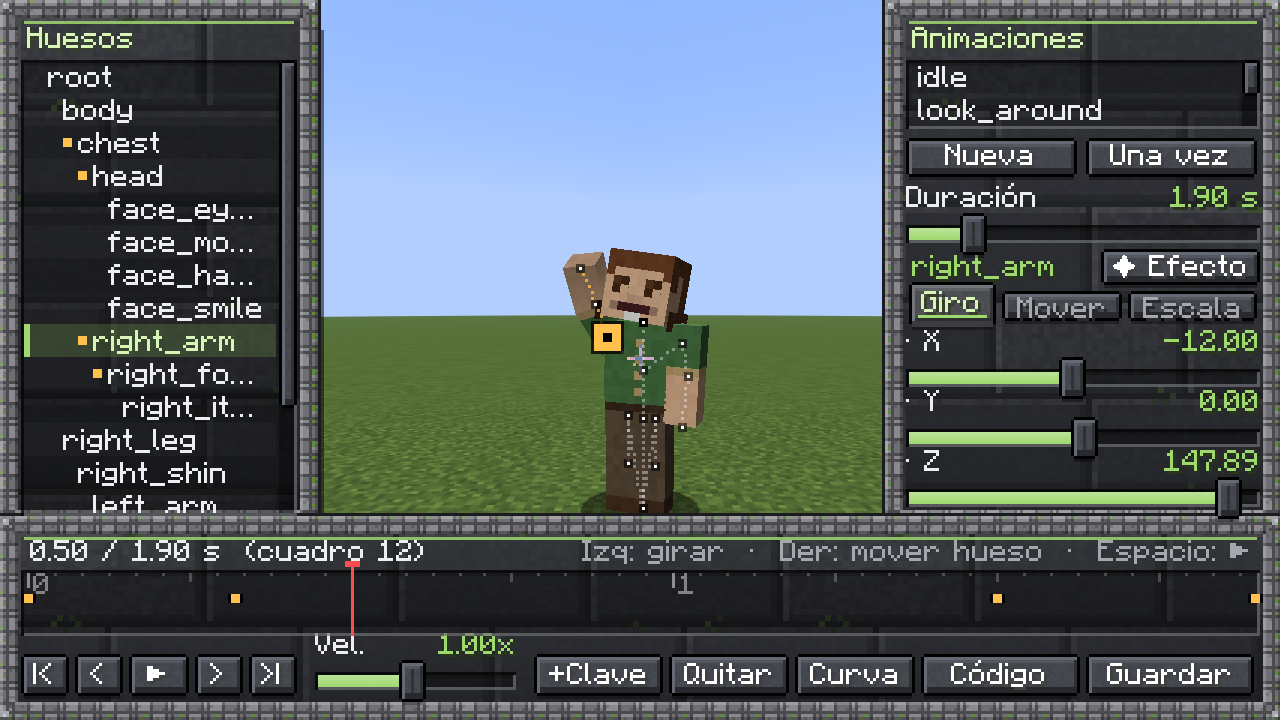 Huesos
root
body
chest
head
face_ey...
face_mo...
face_ha...
face_smile
right_arm
right_fo...
right_it...
right_leg
right_shin
left_arm
Animaciones
idle
look_around
Nueva
Una vez
Duración 1.90 s
right_arm
Efecto
Giro
Mover
Escala
X -12.00
Y 0.00
Z 147.89
0.50 / 1.90 s (cuadro 12)
Izq: girar · Der: mover hueso · Espacio:
0
1
Vel. 1.00x
+Clave
Quitar
Curva
Código
Guardar